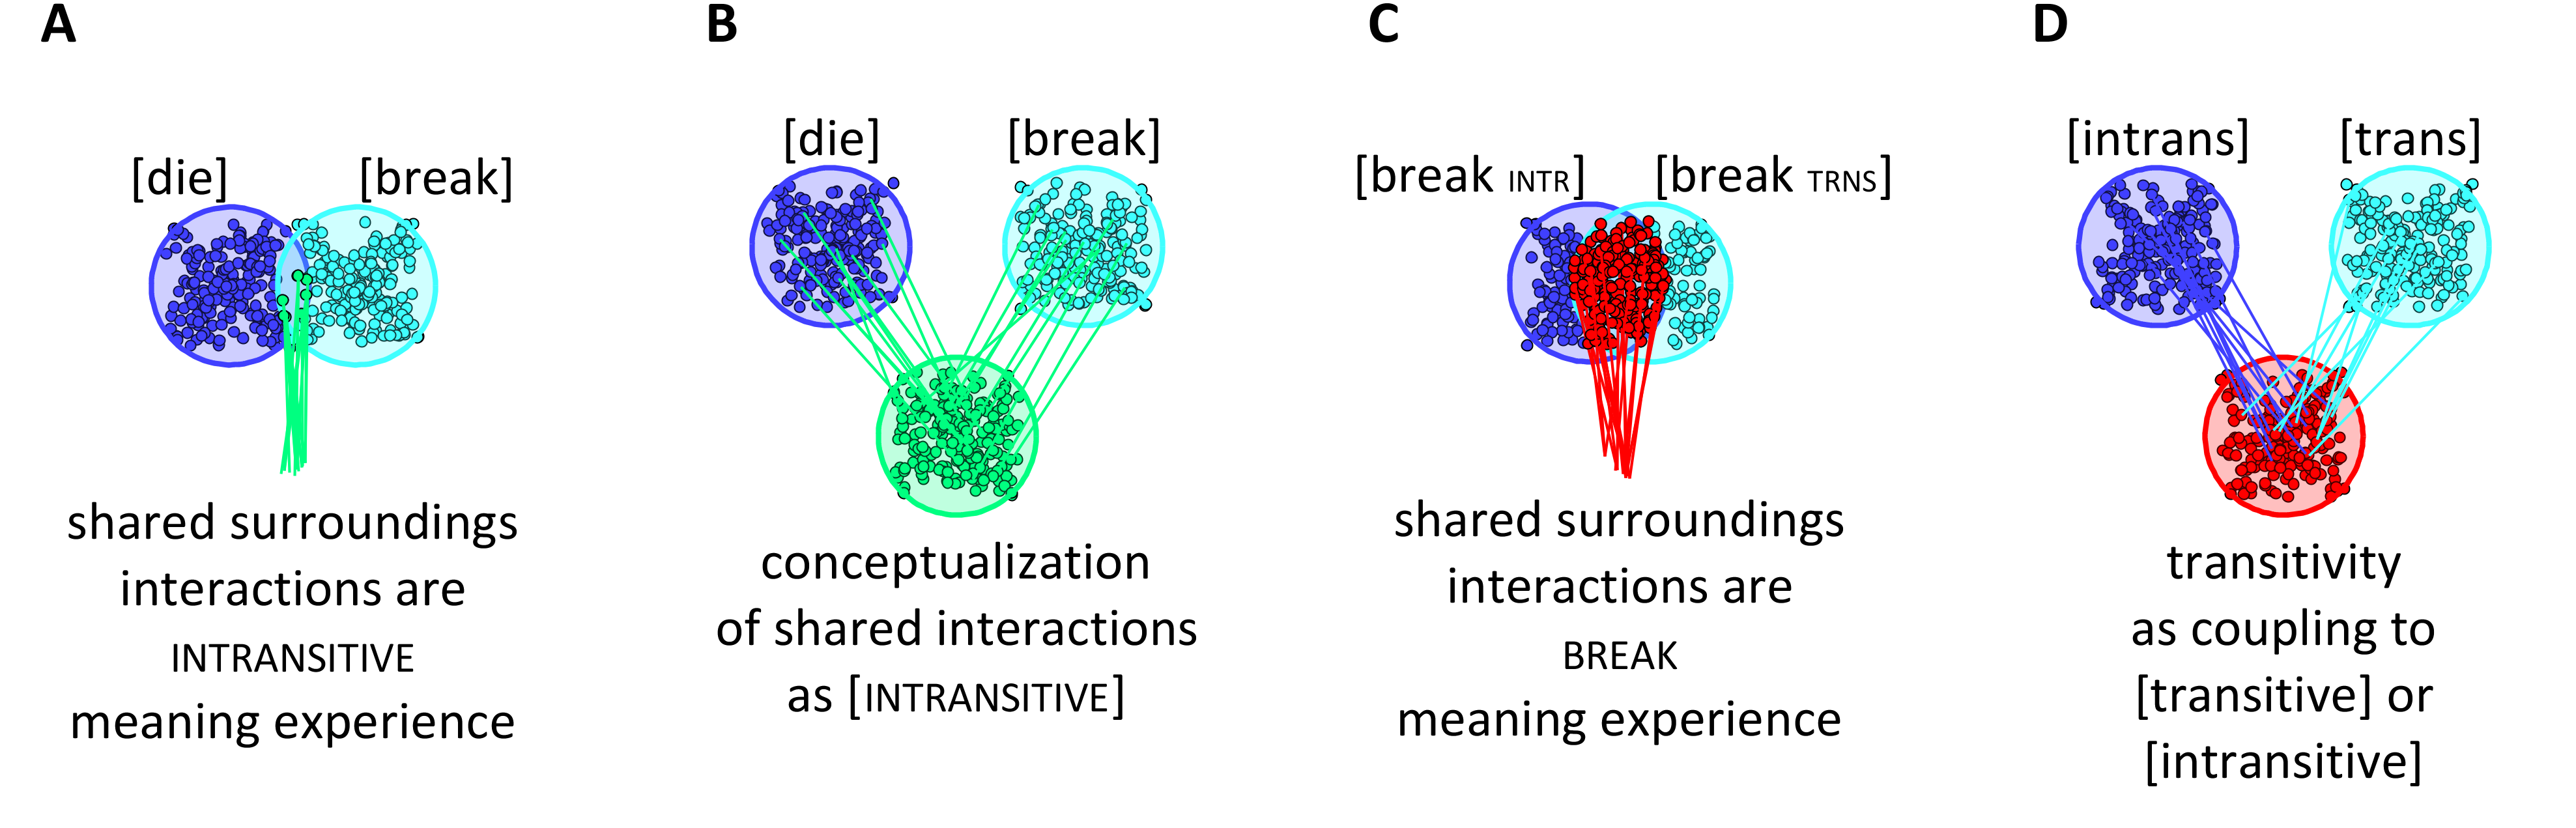 A
[die] [break]
shared surroundings
interactions are
INTRANSITIVE
meaning experience
B
[die] [break]
conceptualization
of shared interactions
as [INTRANSITIVE]
C
[break INTR] [break TRNS]
shared surroundings
interactions are
BREAK
meaning experience
D
[intrans] [trans]
transitivity
as coupling to
[transitive] or
[intransitive]